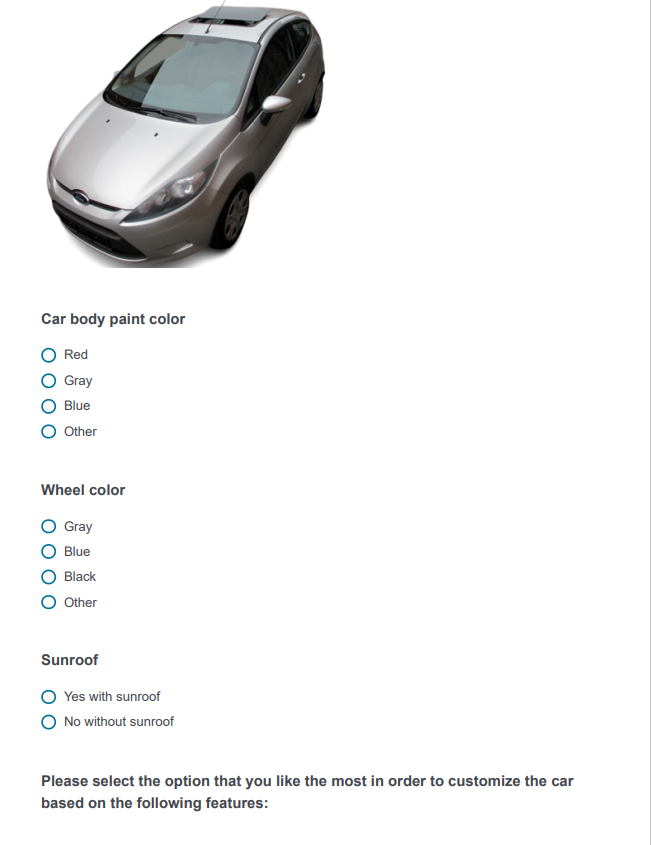 Car body paint color
Red
Gray
Blue
Other
Wheel color
Gray
Blue
Black
Other
Sunroof
Yes with sunroof
No without sunroof
Please select the option that you like the most in order to customize the car
based on the following features: